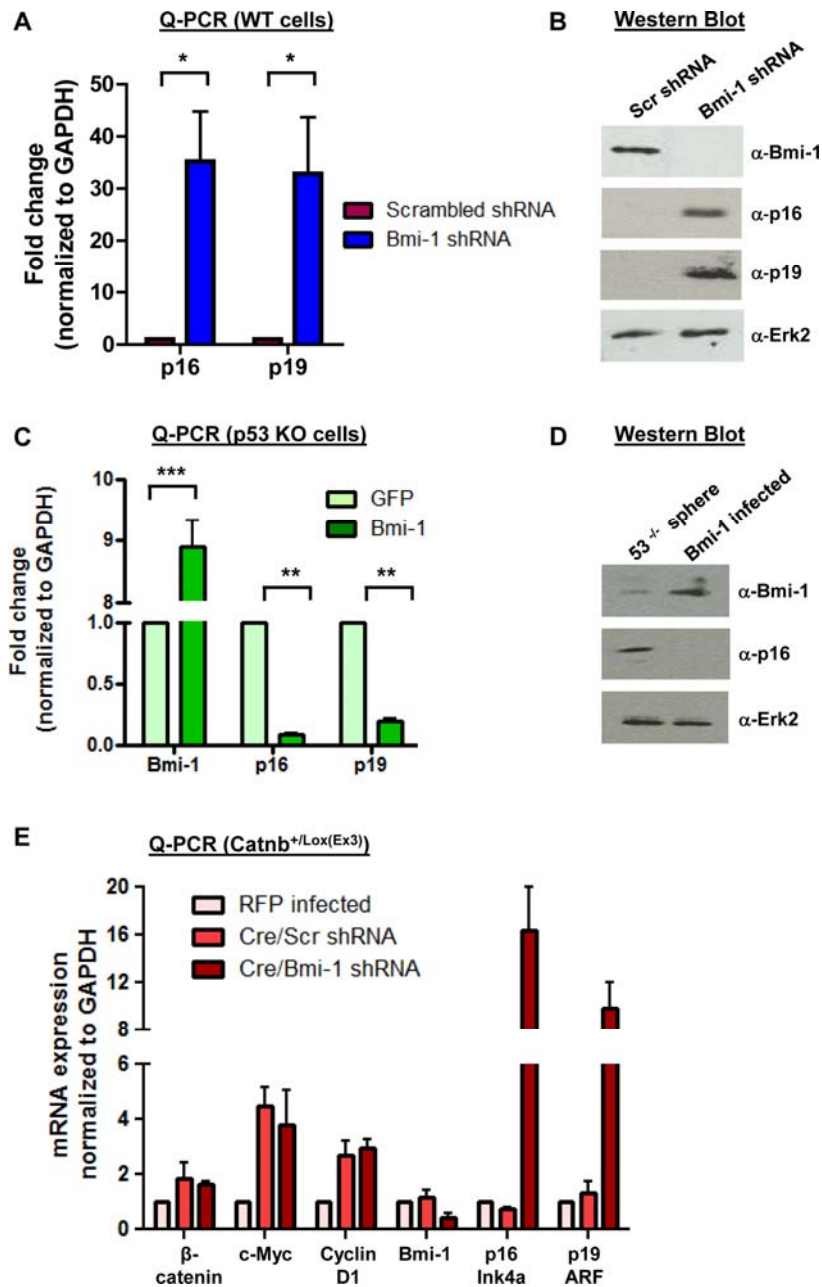 A
Q-PCR (WT cells)
*
*
50
40
30
20
10
0
Fold change
(normalized to GAPDH)
Scrambled shRNA
Bmi-1 shRNA
p16
p19
B
Western Blot
Scr shRNA
Bmi-1 shRNA
α-Bmi-1
α-p16
α-p19
α-Erk2
C
Q-PCR (p53 KO cells)
***
**
**
10
9
8
1.0
0.5
0.0
Fold change
(normalized to GAPDH)
GFP
Bmi-1
Bmi-1
p16
p19
D
Western Blot
53 -/- sphere
Bmi-1 infected
α-Bmi-1
α-p16
α-Erk2
E
Q-PCR (Catnb+/Lox(Ex3))
20
16
12
8
6
4
2
0
mRNA expression
normalized to GAPDH
RFP infected
Cre/Scr shRNA
Cre/Bmi-1 shRNA
β-
catenin
c-Myc
Cyclin
D1
Bmi-1
p16
Ink4a
p19
ARF